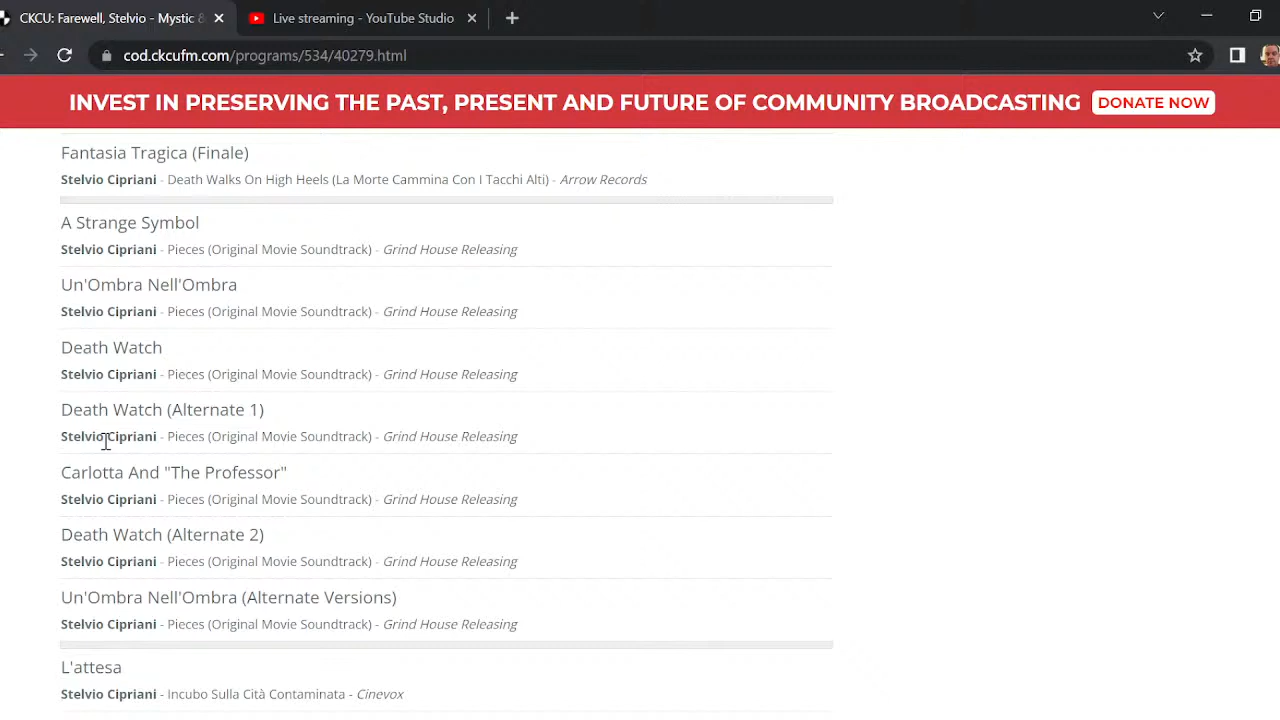 CKCU: Farewell, Stelvio - Mystic &
Live streaming - YouTube Studio
cod.ckcufm.com/programs/534/40279.html
INVEST IN PRESERVING THE PAST, PRESENT AND FUTURE OF COMMUNITY BROADCASTING DONATE NOW
Fantasia Tragica (Finale)
Stelvio Cipriani - Death Walks On High Heels (La Morte Cammina Con I Tacchi Alti) - Arrow Records
A Strange Symbol
Stelvio Cipriani - Pieces (Original Movie Soundtrack) - Grind House Releasing
Un'Ombra Nell'Ombra
Stelvio Cipriani - Pieces (Original Movie Soundtrack) - Grind House Releasing
Death Watch
Stelvio Cipriani - Pieces (Original Movie Soundtrack) - Grind House Releasing
Death Watch (Alternate 1)
Stelvio Cipriani - Pieces (Original Movie Soundtrack) - Grind House Releasing
Carlotta And "The Professor"
Stelvio Cipriani - Pieces (Original Movie Soundtrack) - Grind House Releasing
Death Watch (Alternate 2)
Stelvio Cipriani - Pieces (Original Movie Soundtrack) - Grind House Releasing
Un'Ombra Nell'Ombra (Alternate Versions)
Stelvio Cipriani - Pieces (Original Movie Soundtrack) - Grind House Releasing
L'attesa
Stelvio Cipriani - Incubo Sulla Cità Contaminata - Cinevox